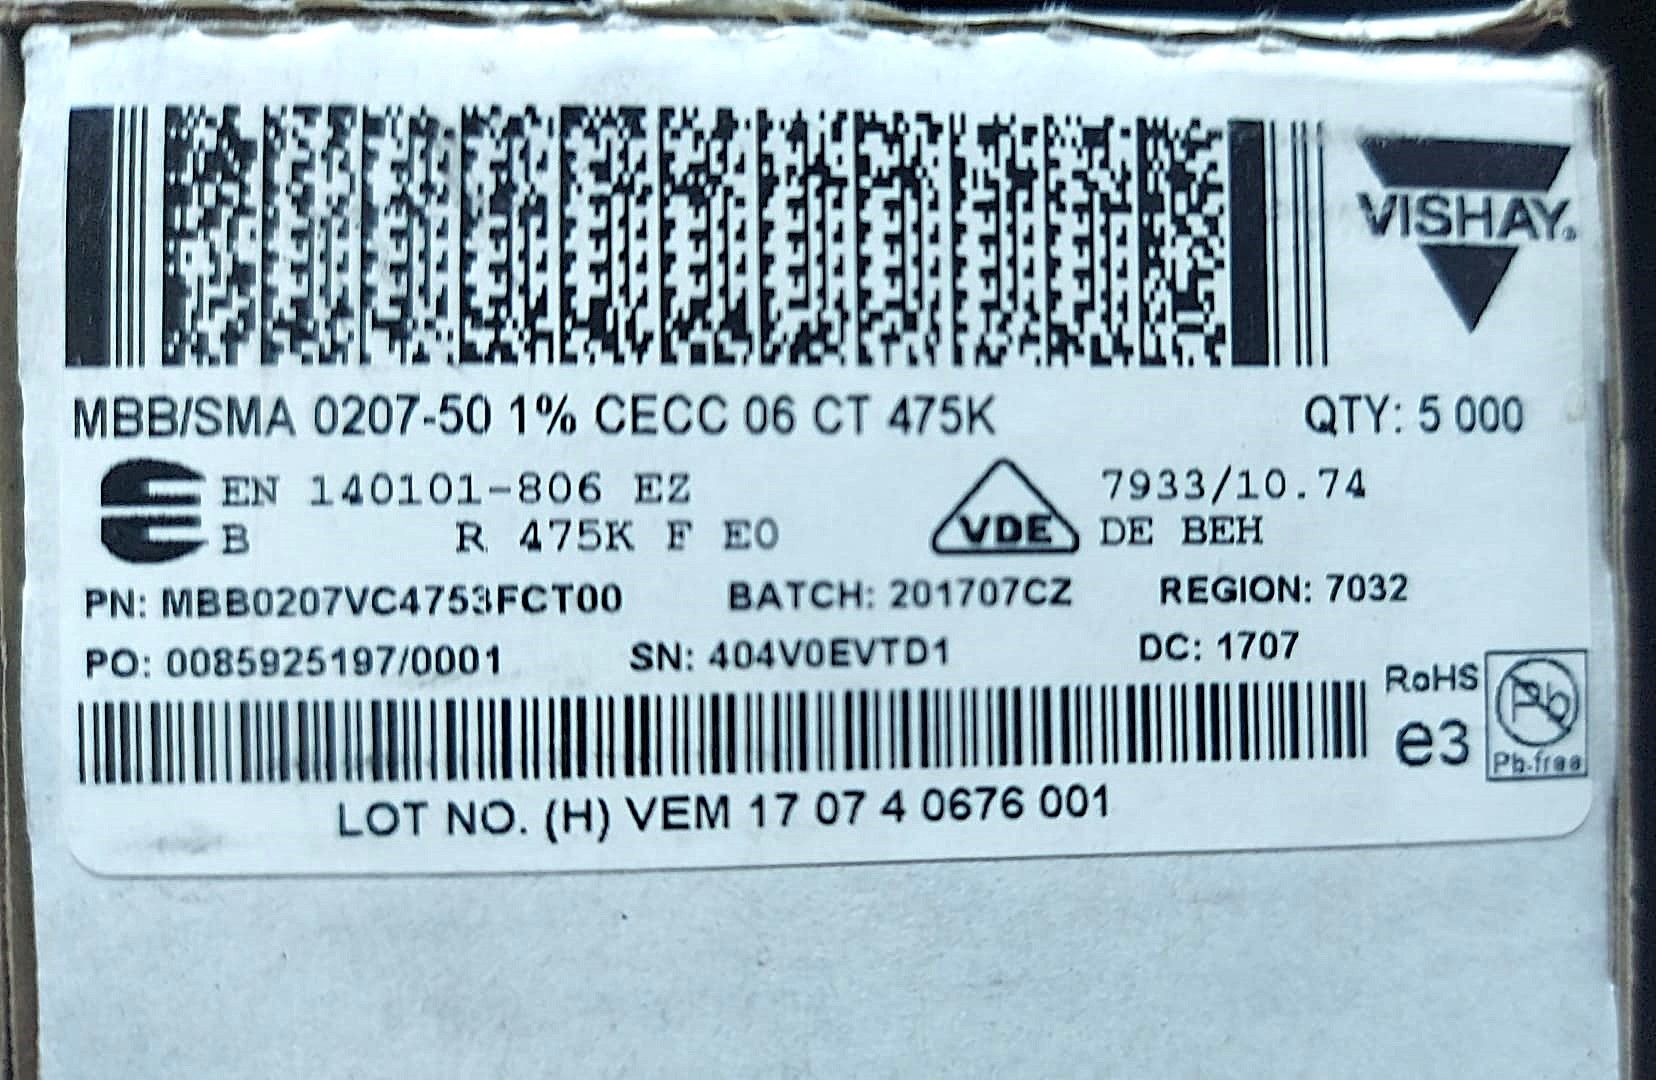 VISHAY®
MBB/SMA 0207-50 1% CECC 06 CT 475K QTY: 5 000
EN 140101-806 EZ
B R 475K F E0
VDE
7933/10.74
DE BEH
PN: MBB0207VC4753FCT00 BATCH: 201707CZ REGION: 7032
PO: 0085925197/0001 SN: 404V0EVTD1 DC: 1707
RoHS
e3
Pb
Pb-free
LOT NO. (H) VEM 17 07 4 0676 001